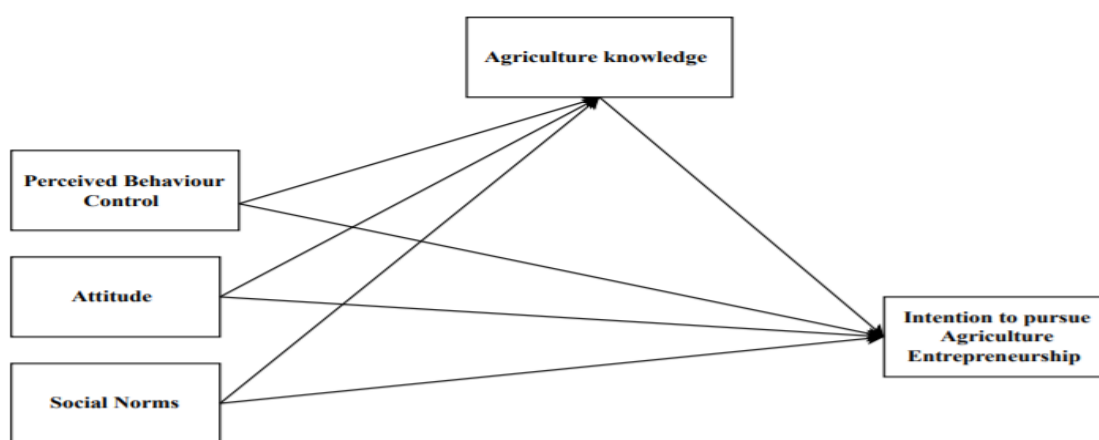 Agriculture knowledge
Perceived Behaviour
Control
Attitude
Intention to pursue
Agriculture
Entrepreneurship
Social Norms